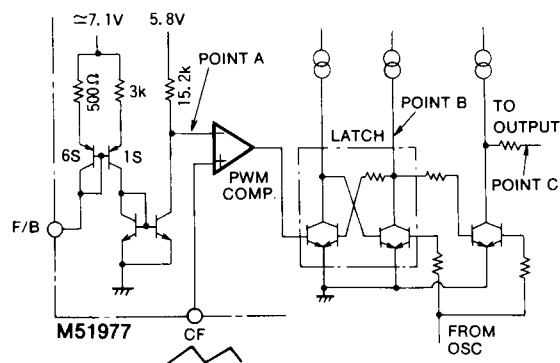 ≃7.1V
5.8V
500Ω
3k
15.2k
POINT A
6S
1S
F/B
PWM
COMP.
LATCH
POINT B
TO
OUTPUT
POINT C
M51977
CF
FROM
OSC